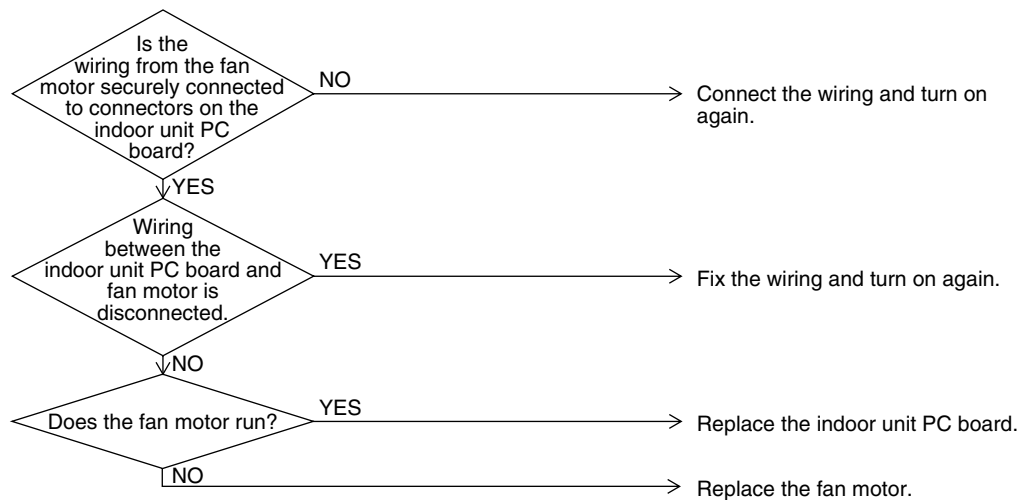 Is the
wiring from the fan
motor securely connected
to connectors on the
indoor unit PC
board?
NO
Connect the wiring and turn on
again.
YES
Wiring
between the
indoor unit PC board and
fan motor is
disconnected.
YES
Fix the wiring and turn on again.
NO
Does the fan motor run?
YES
Replace the indoor unit PC board.
NO
Replace the fan motor.